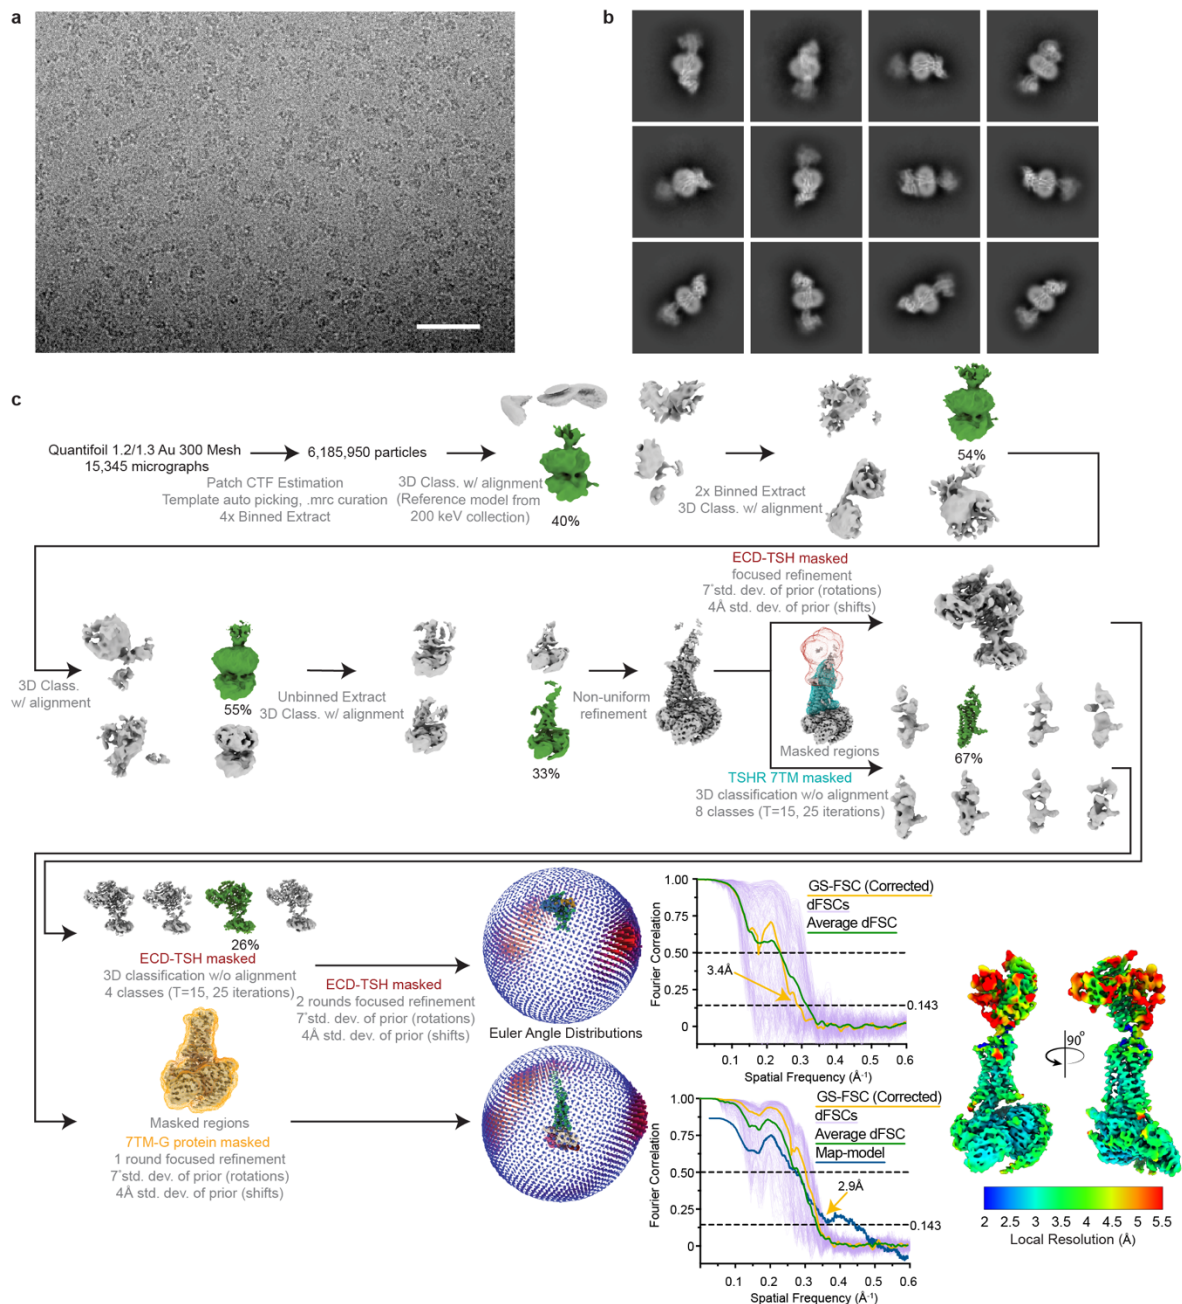 a
b
c
Quantifoil 1.2/1.3 Au 300 Mesh
15,345 micrographs
Patch CTF Estimation
Template auto picking, .mrc curation
4x Binned Extract
6,185,950 particles
3D Class. w/ alignment
(Reference model from
200 keV collection)
40%
2x Binned Extract
3D Class. w/ alignment
54%
3D Class.
w/ alignment
55%
Unbinned Extract
3D Class. w/ alignment
33%
Non-uniform
refinement
ECD-TSH masked
focused refinement
7°std. dev. of prior (rotations)
4Å std. dev. of prior (shifts)
Masked regions
TSHR 7TM masked
3D classification w/o alignment
8 classes (T=15, 25 iterations)
67%
26%
ECD-TSH masked
3D classification w/o alignment
4 classes (T=15, 25 iterations)
ECD-TSH masked
2 rounds focused refinement
7°std. dev. of prior (rotations)
4Å std. dev. of prior (shifts)
Masked regions
7TM-G protein masked
1 round focused refinement
7°std. dev. of prior (rotations)
4Å std. dev. of prior (shifts)
Euler Angle Distributions
Fourier Correlation
1.00
0.75
0.50
0.25
0
GS-FSC (Corrected)
dFSCs
Average dFSC
3.4Å
0.143
0.1 0.2 0.3 0.4 0.5 0.6
Spatial Frequency (Å⁻¹)
Fourier Correlation
1.00
0.75
0.50
0.25
0
GS-FSC (Corrected)
dFSCs
Average dFSC
Map-model
2.9Å
0.143
0.1 0.2 0.3 0.4 0.5 0.6
Spatial Frequency (Å⁻¹)
90°
2 2.5 3 3.5 4 4.5 5 5.5
Local Resolution (Å)